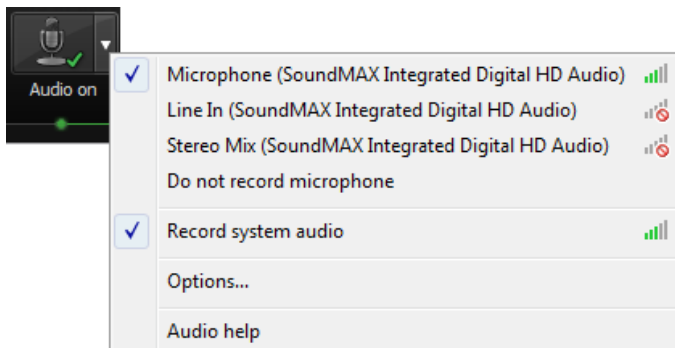 Audio on
Microphone (SoundMAX Integrated Digital HD Audio)
Line In (SoundMAX Integrated Digital HD Audio)
Stereo Mix (SoundMAX Integrated Digital HD Audio)
Do not record microphone
Record system audio
Options...
Audio help